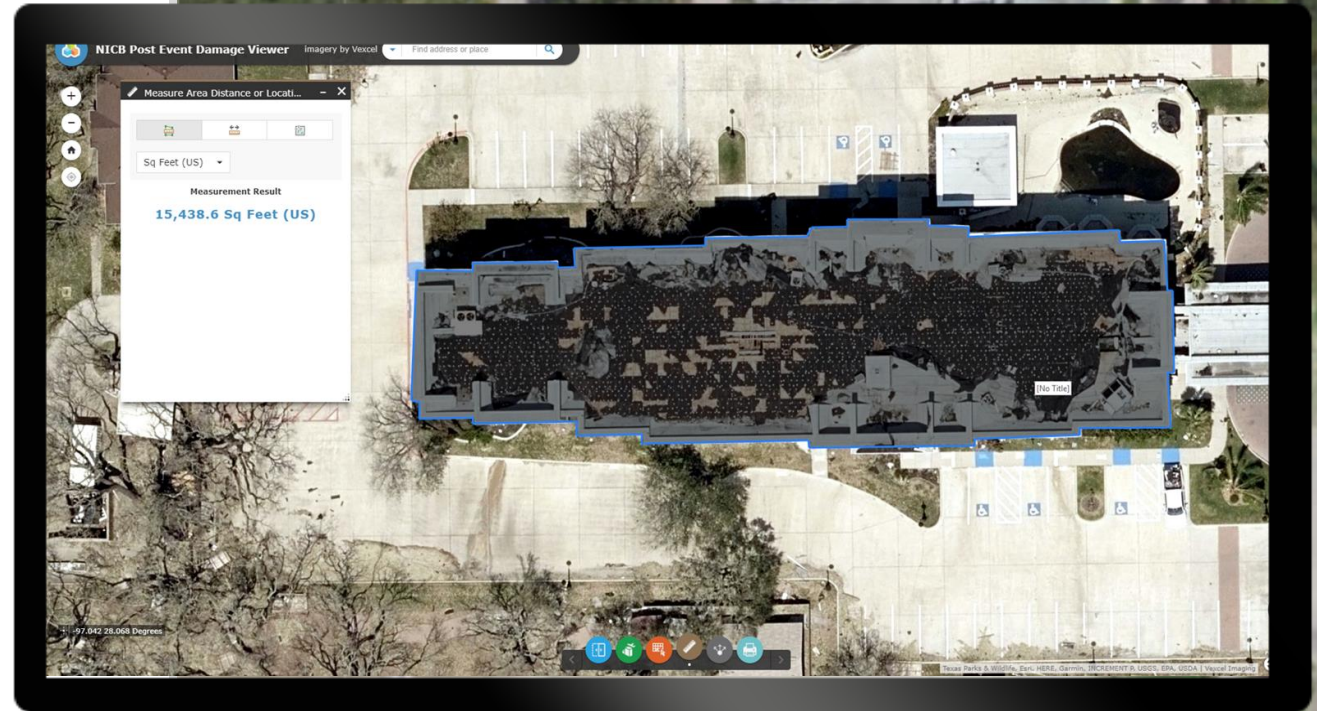 NICB Post Event Damage Viewer imagery by Vexcel Find address or place
Measure Area Distance or Locati...
Sq Feet (US)
Measurement Result
15,438.6 Sq Feet (US)
[No Title]
-97.042 28.068 Degrees
Texas Parks & Wildlife, Esri, HERE, Garmin, INCREMENT P, USGS, EPA, USDA | Vexcel Imaging